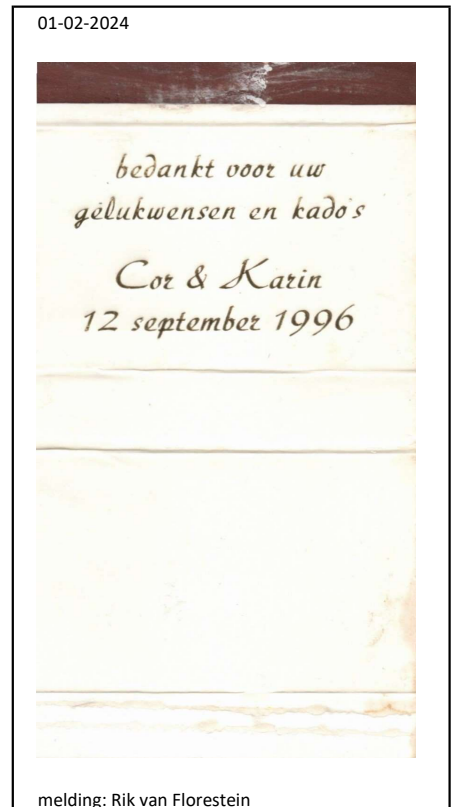 01-02-2024
bedankt voor uw
gelukwensen en kado's
Cor & Karin
12 september 1996
melding: Rik van Florestein